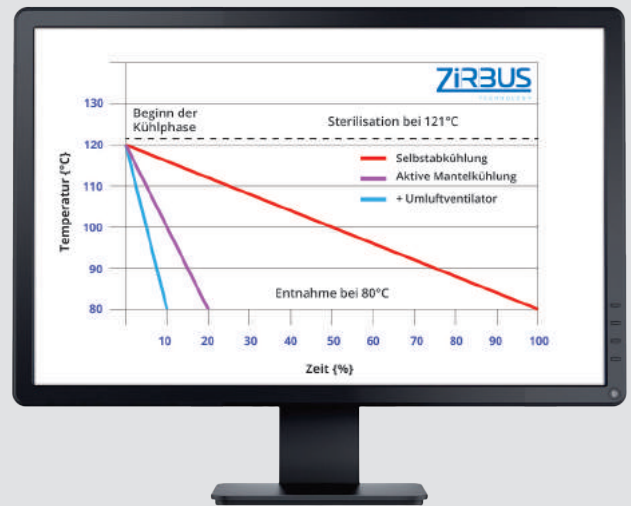 ZiRBUS
TECHNOLOGY
Beginn der
Kühlphase
Sterilisation bei 121°C
Selbstabkühlung
Aktive Mantelkühlung
+ Umluftventilator
Entnahme bei 80°C
Temperatur {°C}
130
120
110
100
90
80
10 20 30 40 50 60 70 80 90 100
Zeit {%}